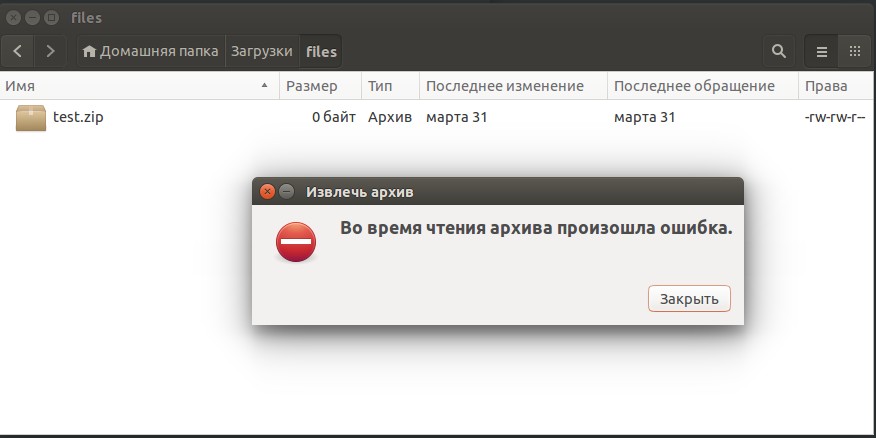 files
Домашняя папка Загрузки files
Имя Размер Тип Последнее изменение Последнее обращение Права
test.zip 0 байт Архив марта 31 марта 31 -rw-rw-r--
Извлечь архив
Во время чтения архива произошла ошибка.
Закрыть